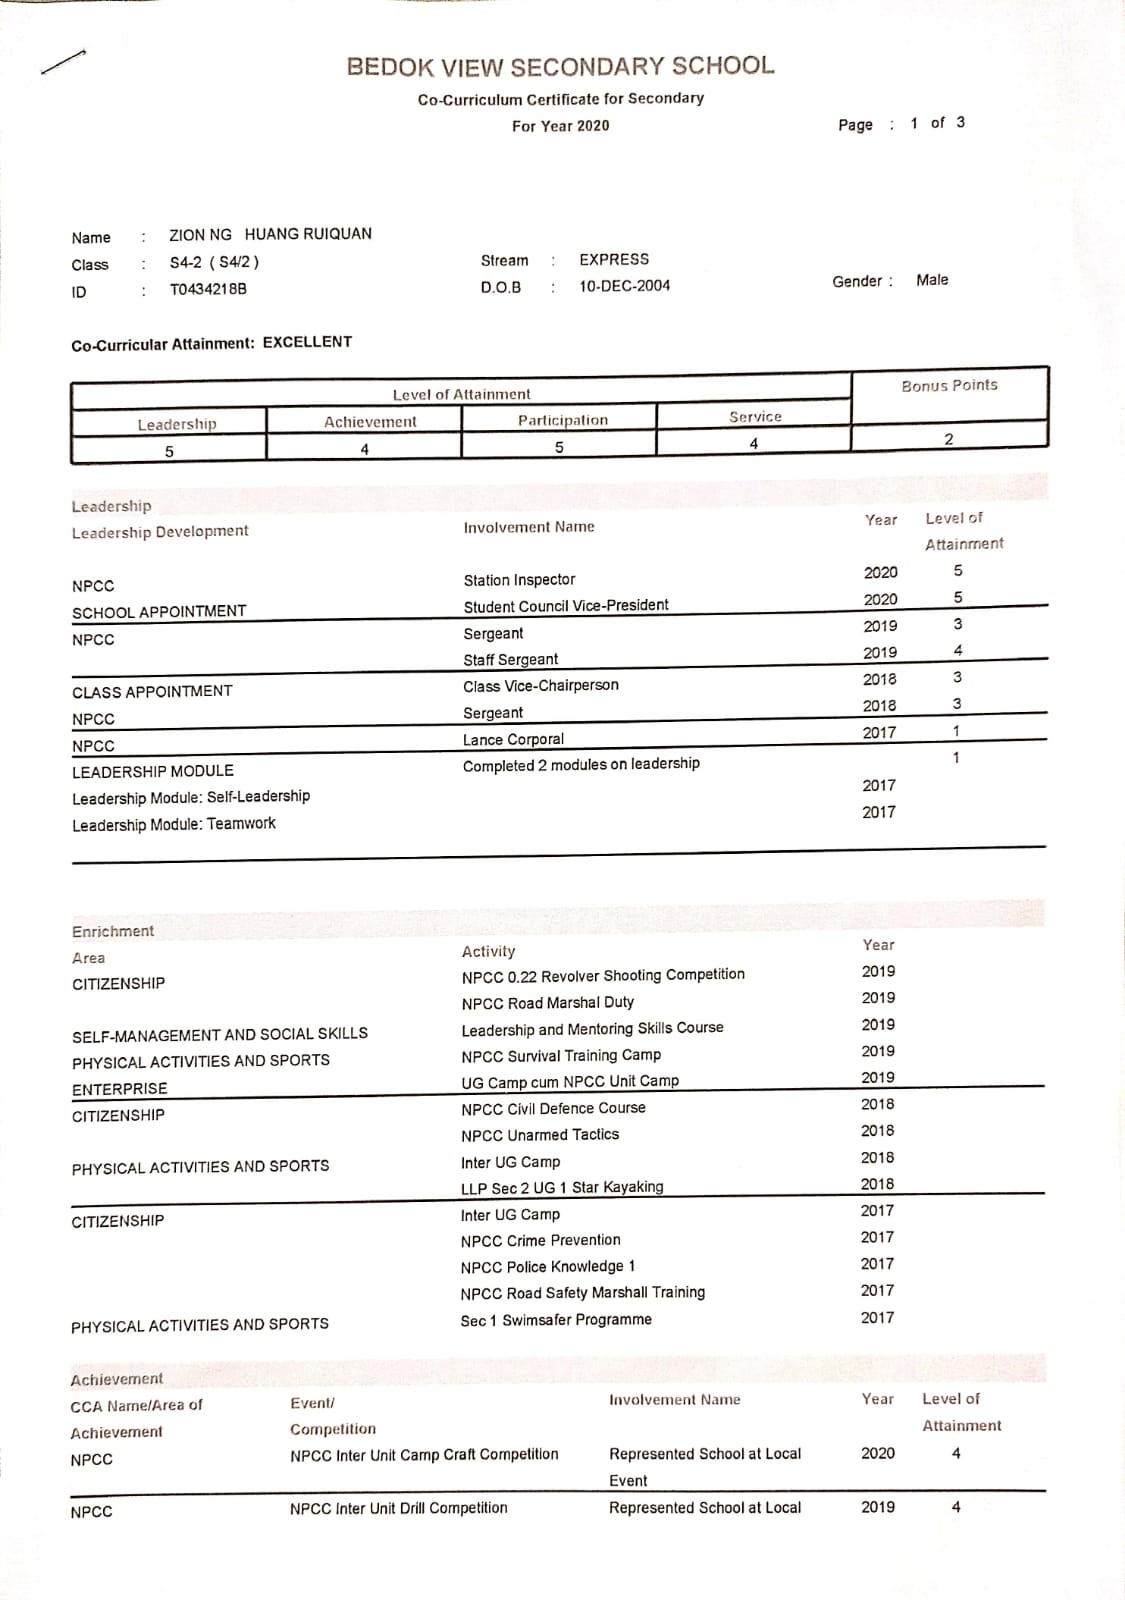 BEDOK VIEW SECONDARY SCHOOL
Co-Curriculum Certificate for Secondary
For Year 2020
Page : 1 of 3
Name : ZION NG HUANG RUIQUAN
Class : S4-2 ( S4/2 ) Stream : EXPRESS
ID : T0434218B D.O.B : 10-DEC-2004 Gender : Male
Co-Curricular Attainment: EXCELLENT
Level of Attainment Bonus Points
Leadership Achievement Participation Service
5 4 5 4 2
Leadership
Leadership Development Involvement Name Year Level of
Attainment
NPCC Station Inspector 2020 5
SCHOOL APPOINTMENT Student Council Vice-President 2020 5
NPCC Sergeant 2019 3
Staff Sergeant 2019 4
CLASS APPOINTMENT Class Vice-Chairperson 2018 3
NPCC Sergeant 2018 3
NPCC Lance Corporal 2017 1
LEADERSHIP MODULE Completed 2 modules on leadership 1
Leadership Module: Self-Leadership 2017
Leadership Module: Teamwork 2017
Enrichment
Area Activity Year
CITIZENSHIP NPCC 0.22 Revolver Shooting Competition 2019
NPCC Road Marshal Duty 2019
SELF-MANAGEMENT AND SOCIAL SKILLS Leadership and Mentoring Skills Course 2019
PHYSICAL ACTIVITIES AND SPORTS NPCC Survival Training Camp 2019
ENTERPRISE UG Camp cum NPCC Unit Camp 2019
CITIZENSHIP NPCC Civil Defence Course 2018
NPCC Unarmed Tactics 2018
PHYSICAL ACTIVITIES AND SPORTS Inter UG Camp 2018
LLP Sec 2 UG 1 Star Kayaking 2018
CITIZENSHIP Inter UG Camp 2017
NPCC Crime Prevention 2017
NPCC Police Knowledge 1 2017
NPCC Road Safety Marshall Training 2017
PHYSICAL ACTIVITIES AND SPORTS Sec 1 Swimsafer Programme 2017
Achievement
CCA Name/Area of Event/ Involvement Name Year Level of
Achievement Competition Attainment
NPCC NPCC Inter Unit Camp Craft Competition Represented School at Local 2020 4
Event
NPCC NPCC Inter Unit Drill Competition Represented School at Local 2019 4